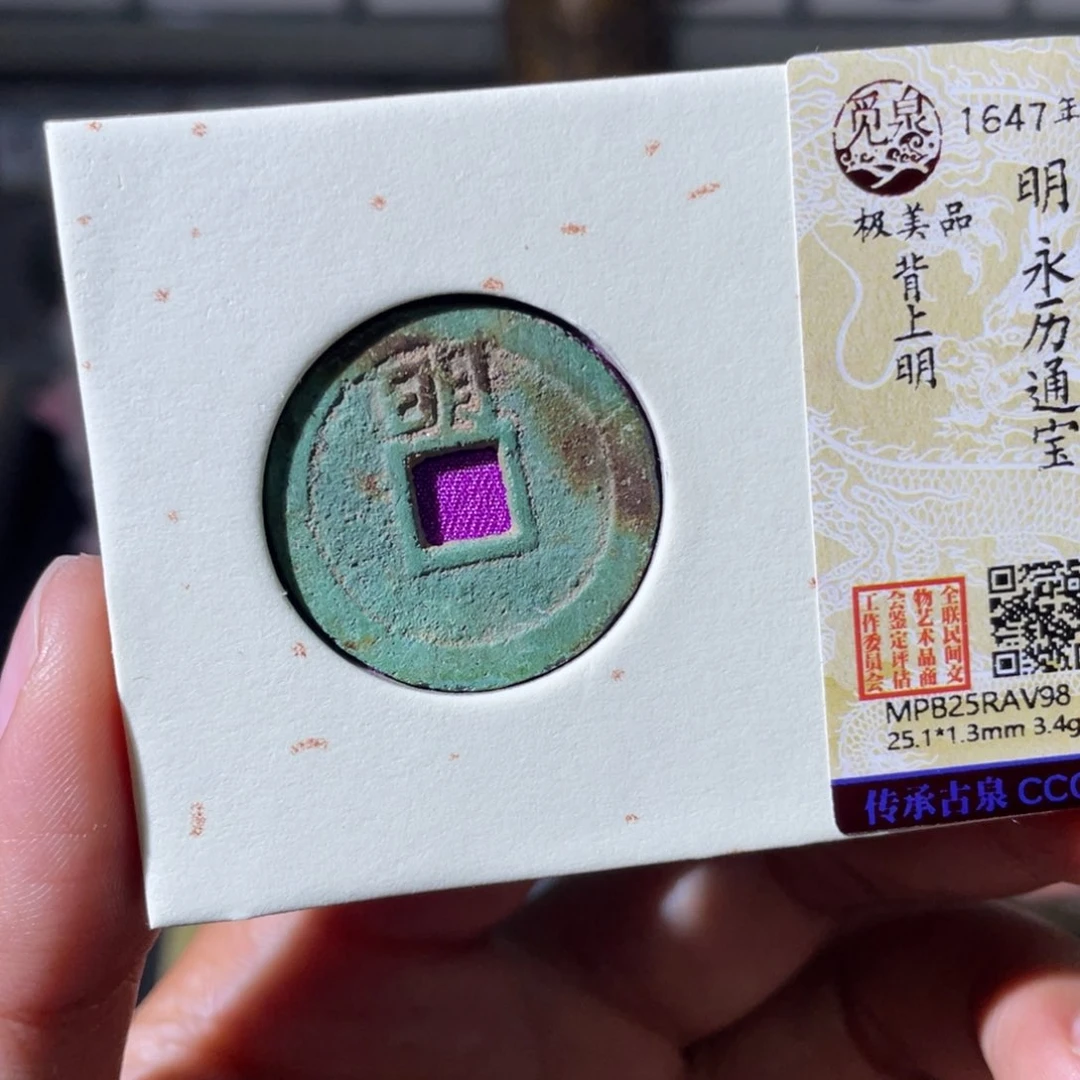 明
觅泉
1647年
明 永历通宝
极美品
背上明
全联民间文
物艺术品商
会鉴定评估
工作委员会
MPB25RAV98
25.1*1.3mm 3.4g
传承古泉 CCG